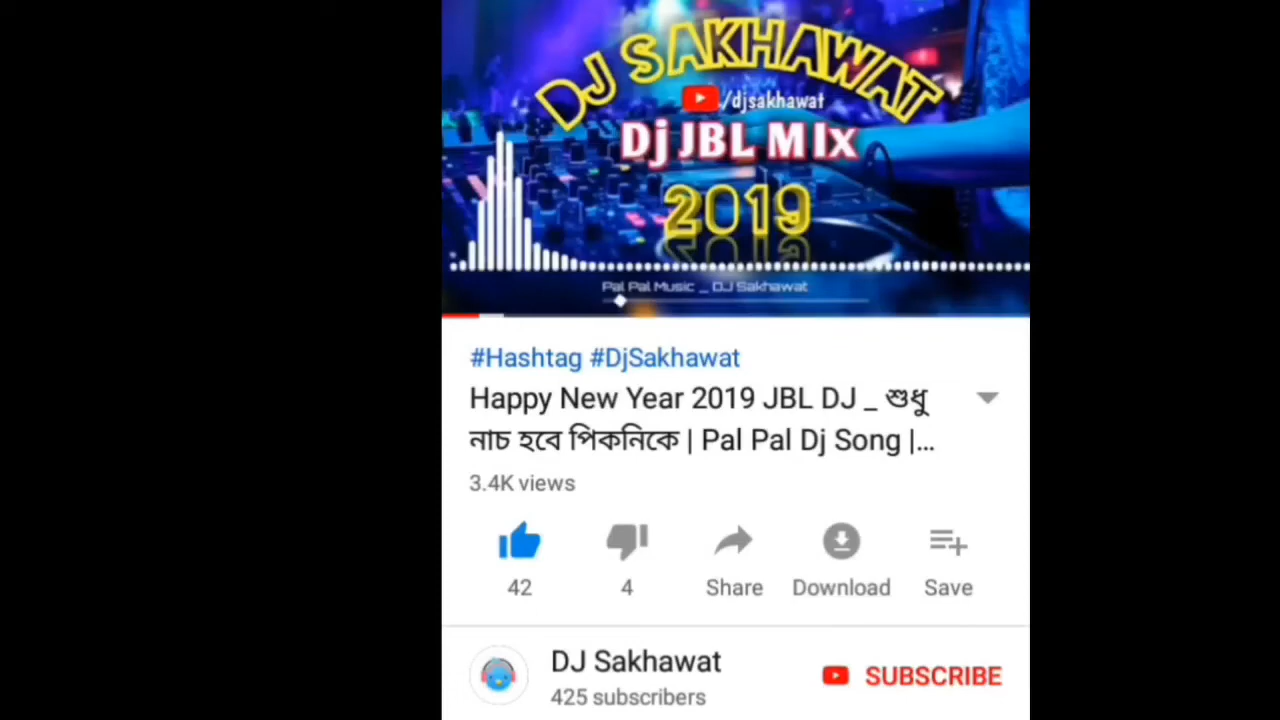 DJ SAKHAWAT
/djsakhawat
Dj JBL MIx
2019
Pal Pal Music _ DJ Sakhawat
#Hashtag #DjSakhawat
Happy New Year 2019 JBL DJ _ শুধু
নাচ হবে পিকনিকে | Pal Pal Dj Song |...
3.4K views
42 4 Share Download Save
DJ Sakhawat
425 subscribers
SUBSCRIBE